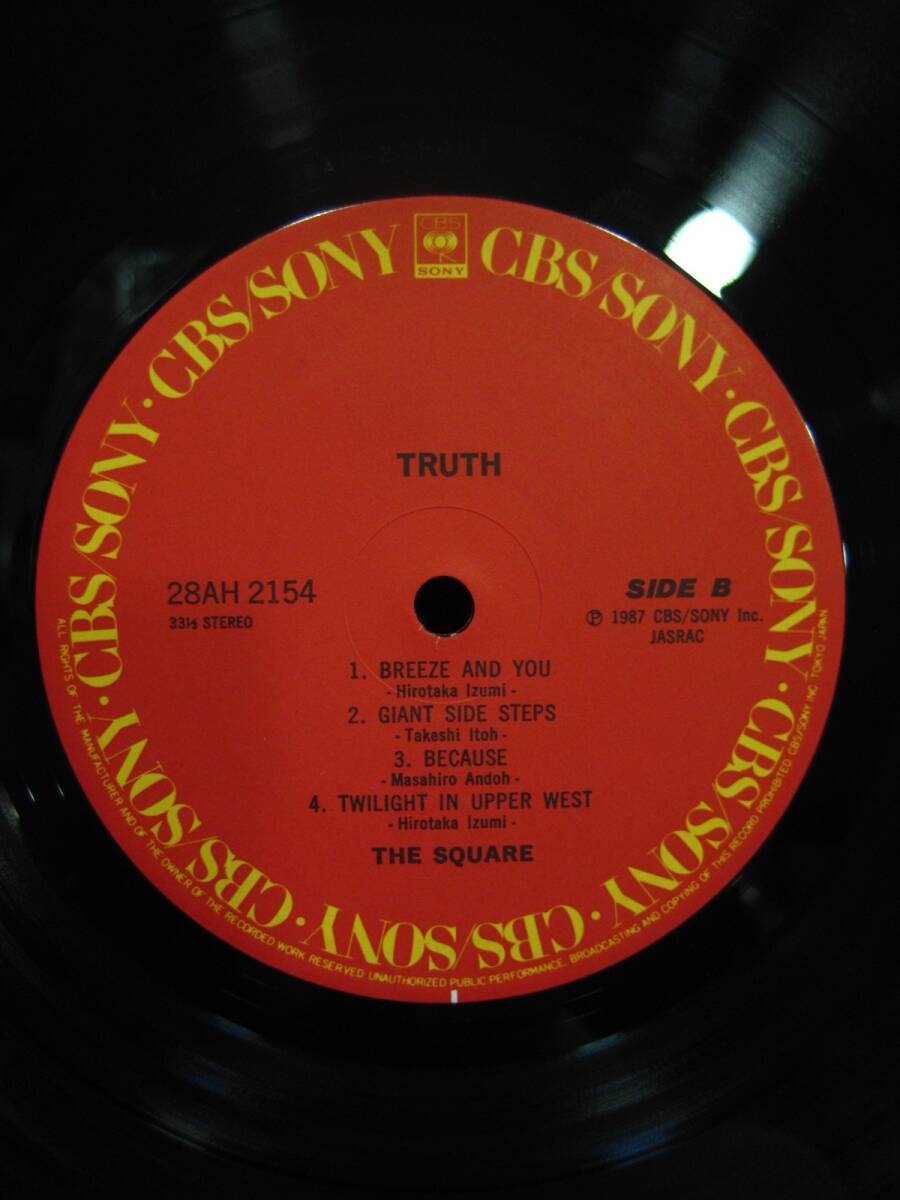 CBS
SONY
CBS/SONY · CBS/SONY · CBS/SONY · CBS/SONY · CBS/SONY · CBS/SONY · CBS/SONY · CBS/SONY · CBS/SONY
TRUTH
28AH 2154
33⅓ STEREO
SIDE B
Ⓟ 1987 CBS/SONY Inc.
JASRAC
1. BREEZE AND YOU
- Hirotaka Izumi -
2. GIANT SIDE STEPS
- Takeshi Itoh -
3. BECAUSE
- Masahiro Andoh -
4. TWILIGHT IN UPPER WEST
- Hirotaka Izumi -
THE SQUARE
ALL RIGHTS OF THE MANUFACTURER AND OF THE OWNER OF THE RECORDED WORK RESERVED UNAUTHORIZED PUBLIC PERFORMANCE, BROADCASTING AND COPYING OF THIS RECORD PROHIBITED CBS/SONY INC. TOKYO JAPAN